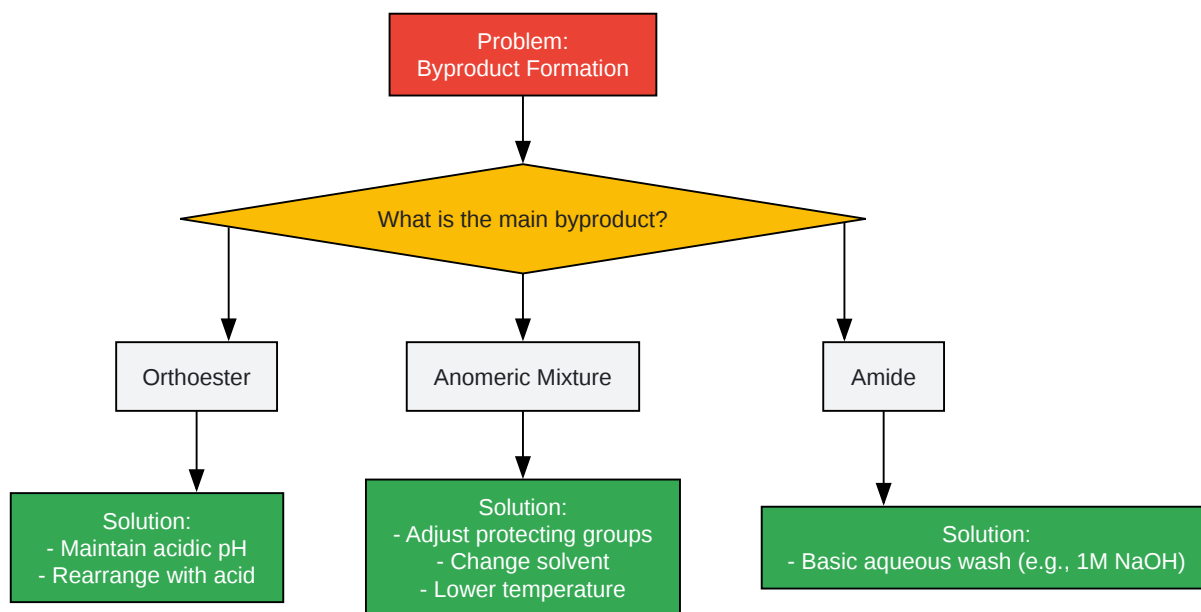 Problem:
Byproduct Formation
What is the main byproduct?
Orthoester
Anomeric Mixture
Amide
Solution:
- Maintain acidic pH
- Rearrange with acid
Solution:
- Adjust protecting groups
- Change solvent
- Lower temperature
Solution:
- Basic aqueous wash (e.g., 1M NaOH)